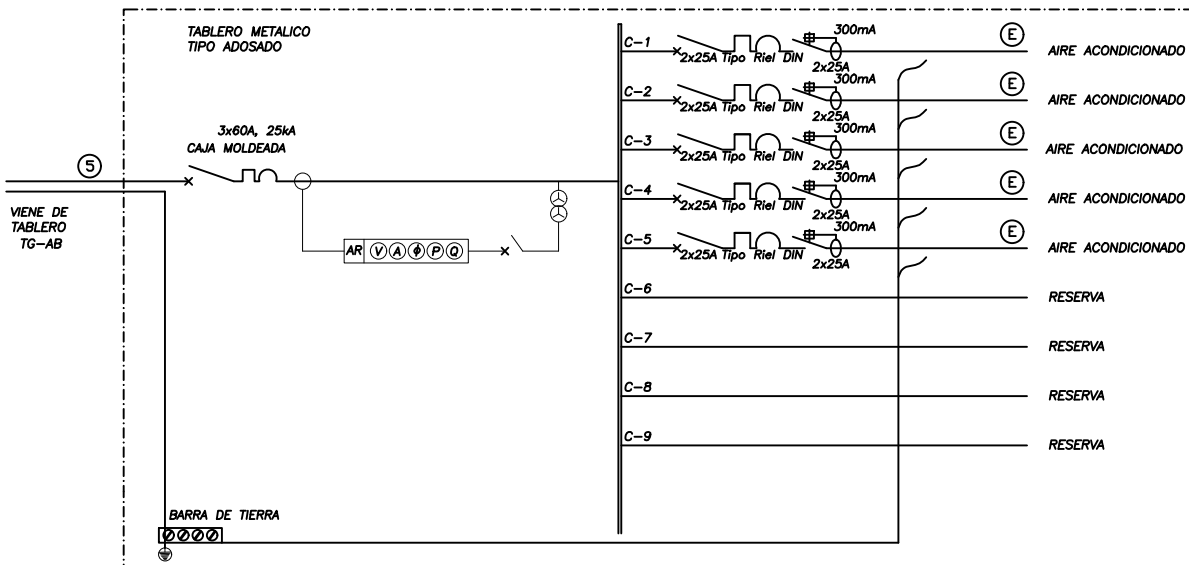 TABLERO METALICO
TIPO ADOSADO
3x60A, 25kA
CAJA MOLDEADA
5
VIENE DE
TABLERO
TG-AB
AR V A Φ P Q
BARRA DE TIERRA
C-1 2x25A Tipo Riel DIN 300mA 2x25A E AIRE ACONDICIONADO
C-2 2x25A Tipo Riel DIN 300mA 2x25A E AIRE ACONDICIONADO
C-3 2x25A Tipo Riel DIN 300mA 2x25A E AIRE ACONDICIONADO
C-4 2x25A Tipo Riel DIN 300mA 2x25A E AIRE ACONDICIONADO
C-5 2x25A Tipo Riel DIN 300mA 2x25A E AIRE ACONDICIONADO
C-6 RESERVA
C-7 RESERVA
C-8 RESERVA
C-9 RESERVA